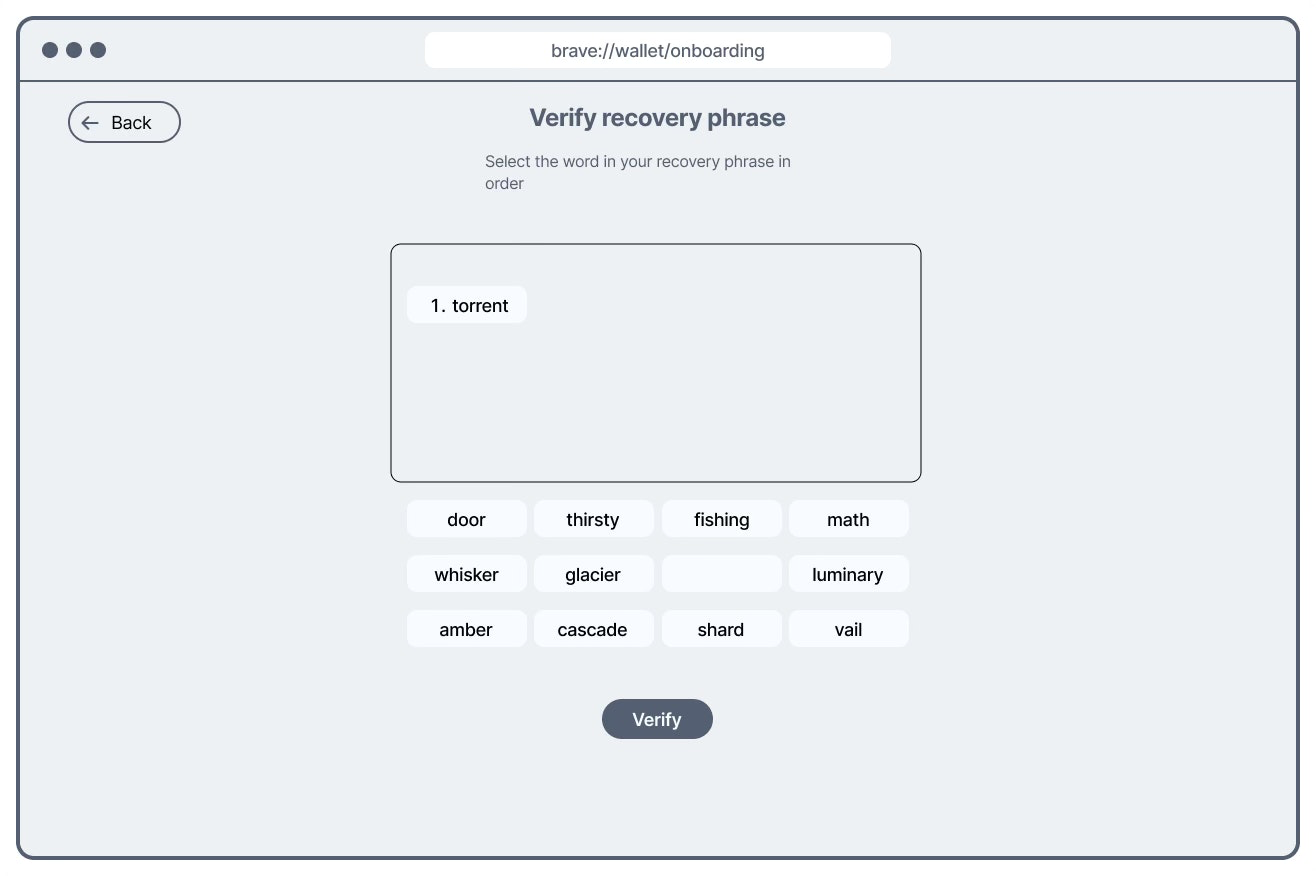 brave://wallet/onboarding
Back
Verify recovery phrase
Select the word in your recovery phrase in
order
1. torrent
door thirsty fishing math
whisker glacier luminary
amber cascade shard vail
Verify